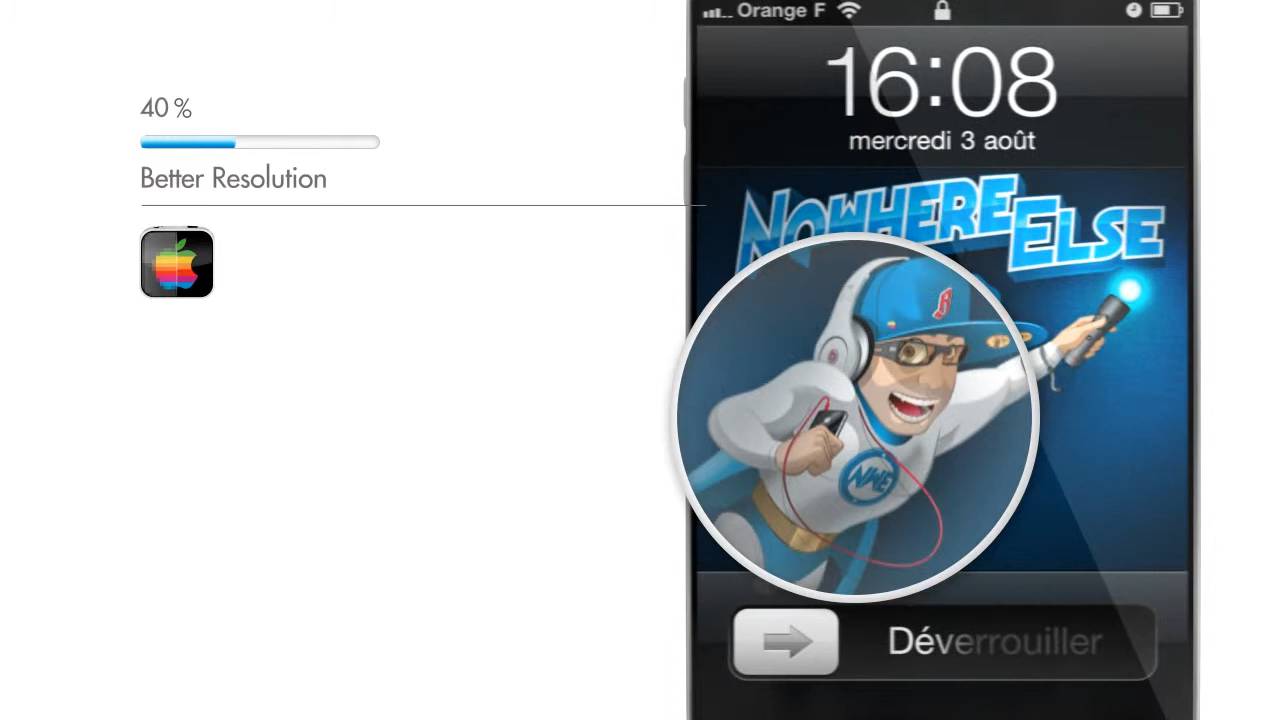 40 %
Better Resolution
Orange F
16:08
mercredi 3 août
NOWHERE ELSE
NWE
Déverrouiller